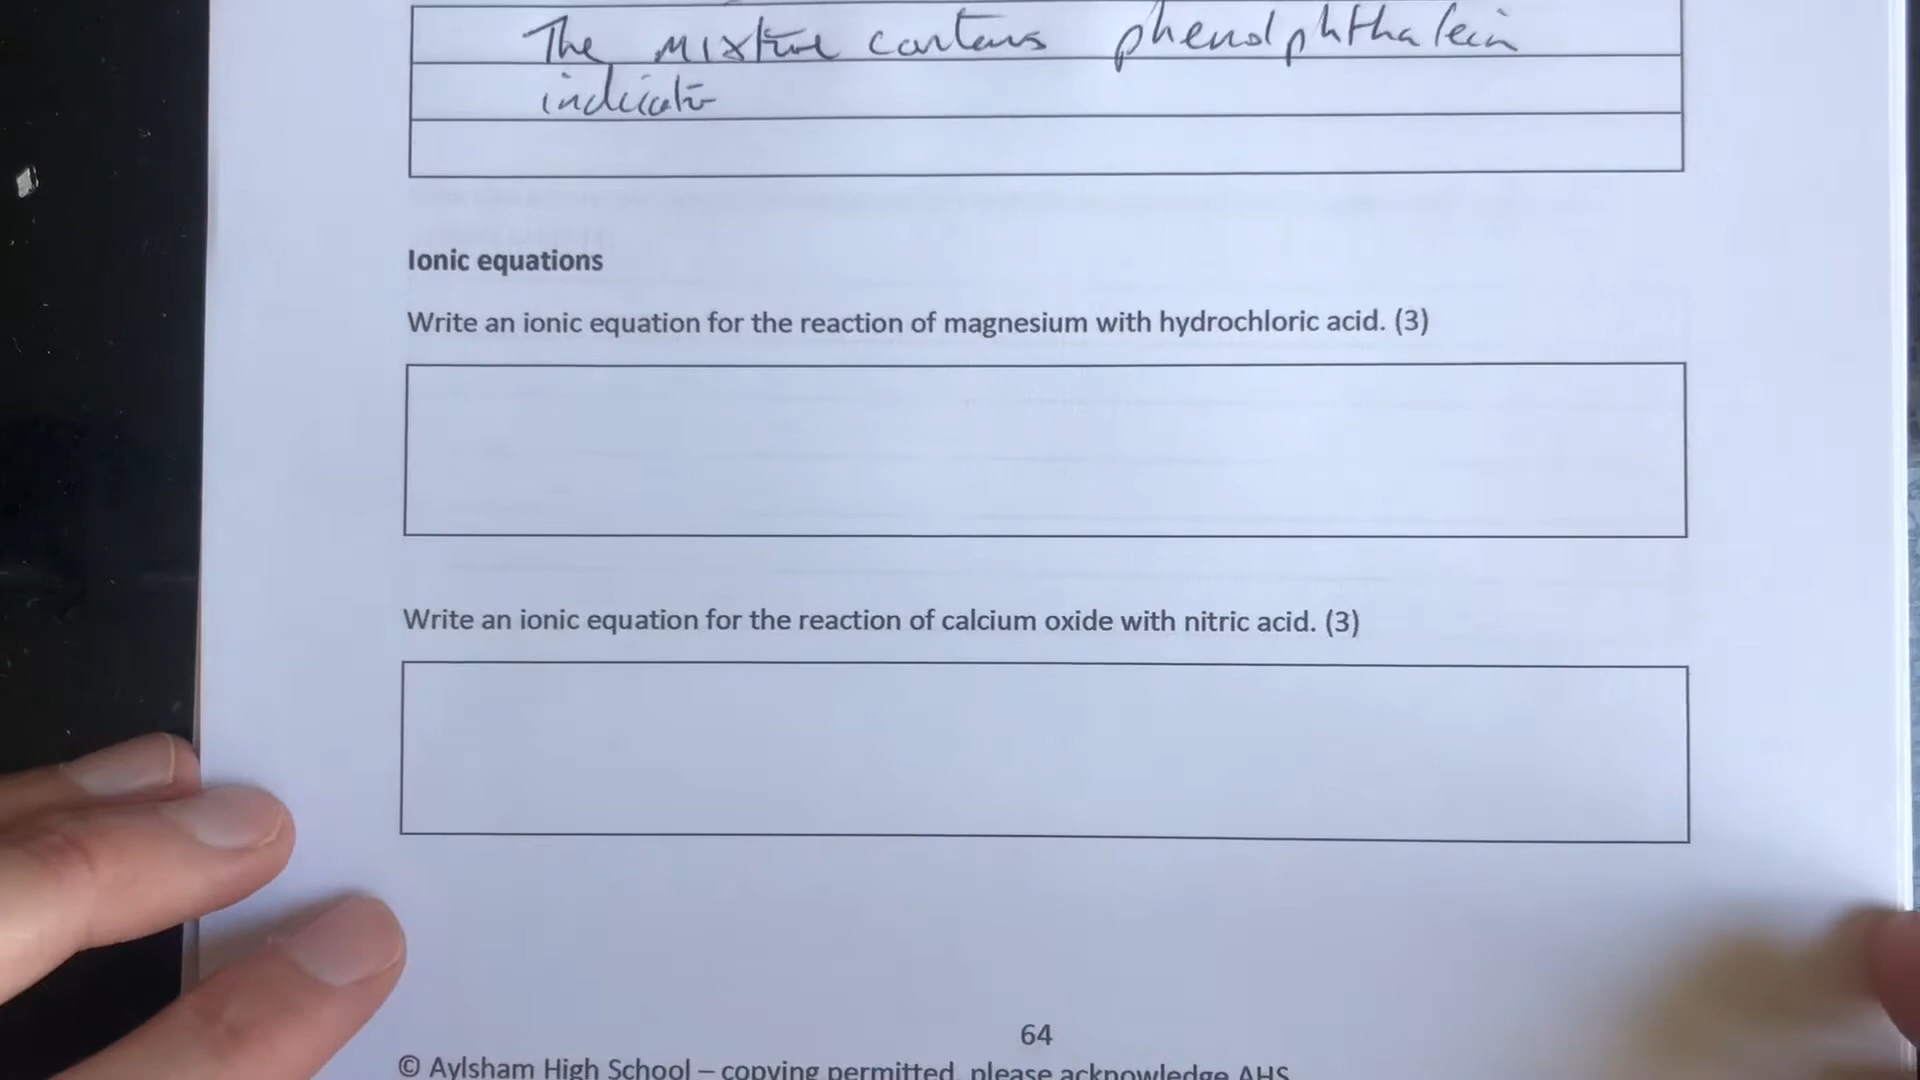 The mixture contains phenolphthalein
indicator
Ionic equations
Write an ionic equation for the reaction of magnesium with hydrochloric acid. (3)
Write an ionic equation for the reaction of calcium oxide with nitric acid. (3)
64
© Aylsham High School – copying permitted, please acknowledge AHS